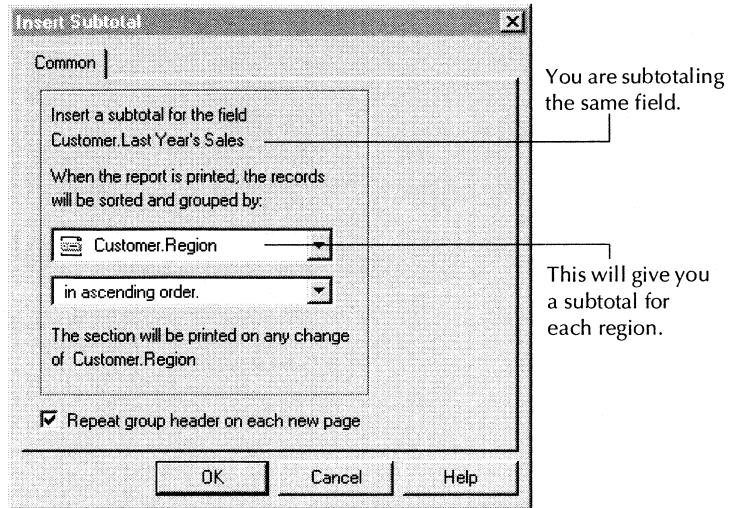 Insert Subtotal
Common
Insert a subtotal for the field
Customer.Last Year's Sales
When the report is printed, the records
will be sorted and grouped by:
Customer.Region
in ascending order.
The section will be printed on any change
of Customer.Region
Repeat group header on each new page
OK
Cancel
Help
You are subtotaling
the same field.
This will give you
a subtotal for
each region.